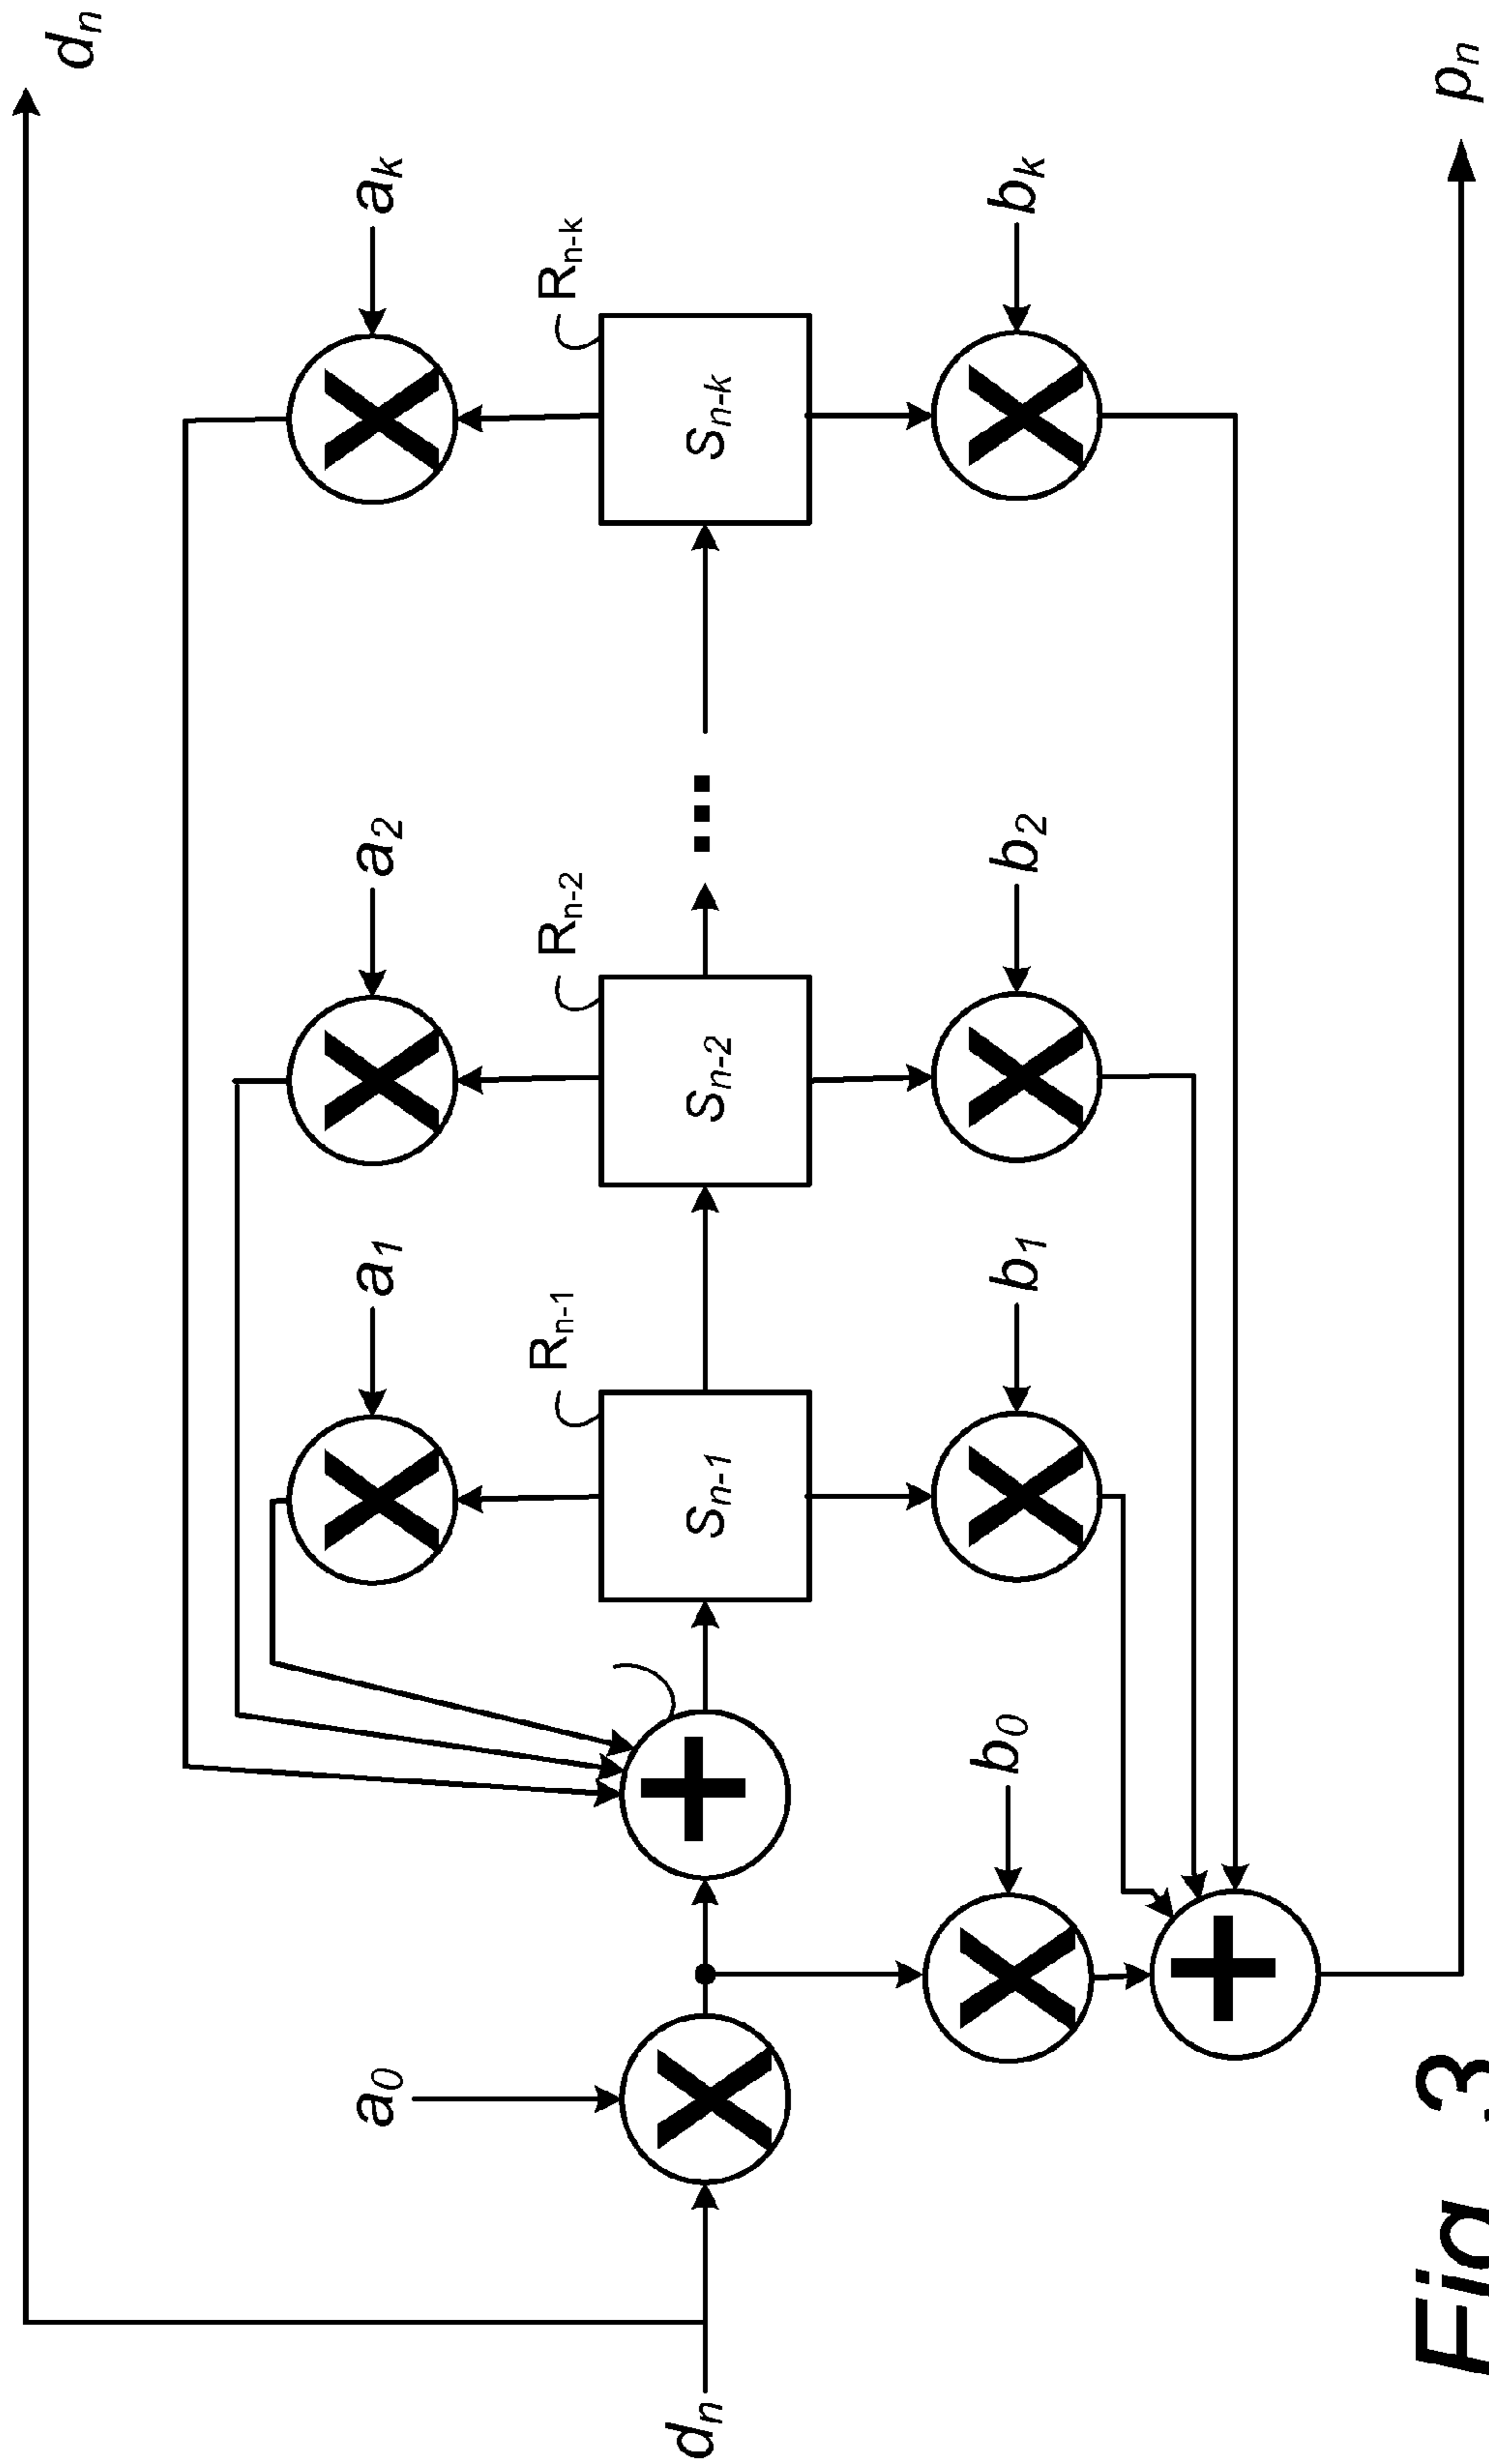 dn
ak
a2
a1
a0
Rn-k
Rn-2
Rn-1
dn
X
+
Sn-1
Sn-2
...
Sn-k
X
X
X
X
X
X
X
b0
b1
b2
bk
+
pn
Fig 3